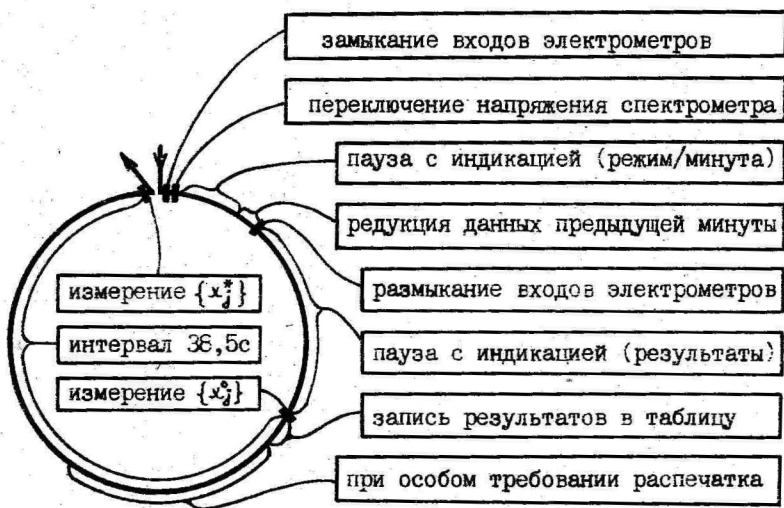 замыкание входов электрометров
переключение напряжения спектрометра
пауза с индикацией (режим/минута)
редукция данных предыдущей минуты
измерение {x*j}
размыкание входов электрометров
интервал 38,5с
пауза с индикацией (результаты)
измерение {x°j}
запись результатов в таблицу
при особом требовании распечатка